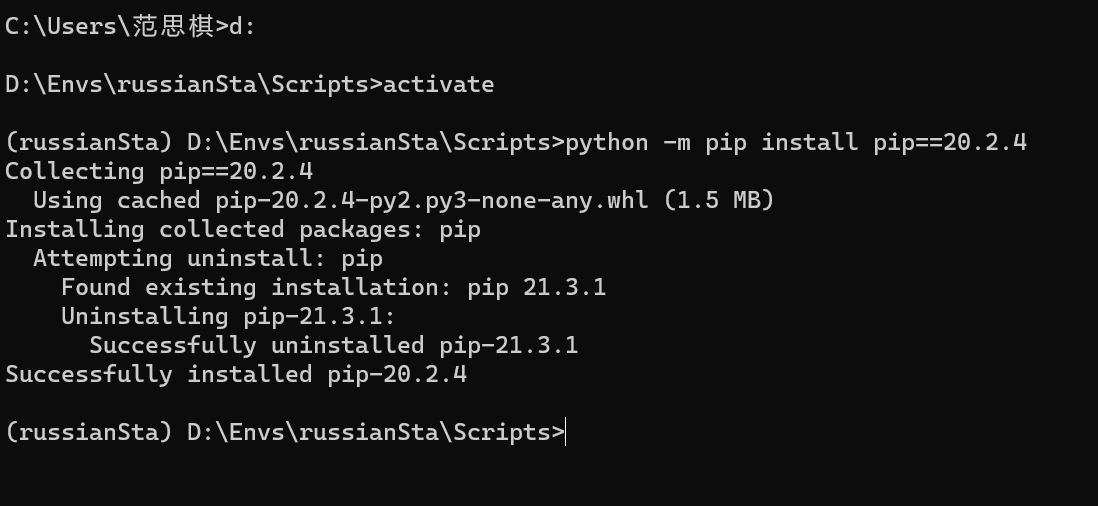 C:\Users\范思棋>d:
D:\Envs\russianSta\Scripts>activate
(russianSta) D:\Envs\russianSta\Scripts>python -m pip install pip==20.2.4
Collecting pip==20.2.4
  Using cached pip-20.2.4-py2.py3-none-any.whl (1.5 MB)
Installing collected packages: pip
  Attempting uninstall: pip
    Found existing installation: pip 21.3.1
    Uninstalling pip-21.3.1:
      Successfully uninstalled pip-21.3.1
Successfully installed pip-20.2.4
(russianSta) D:\Envs\russianSta\Scripts>